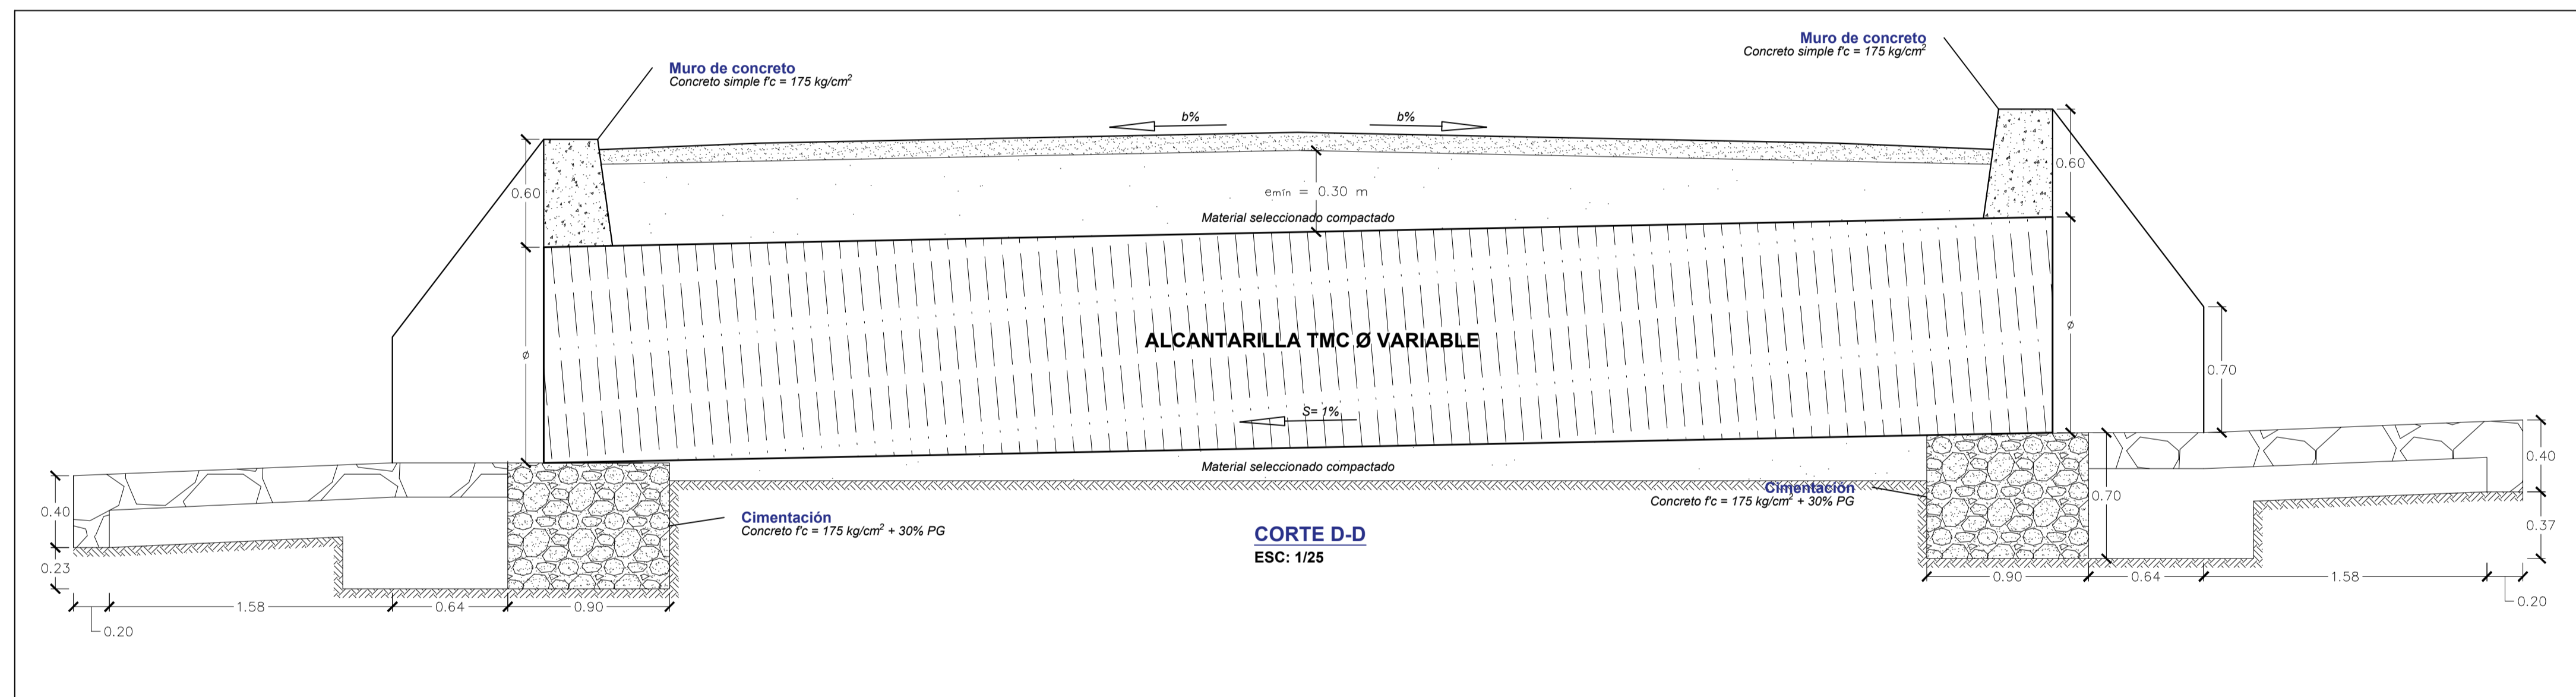 Muro de concreto
Concreto simple f'c = 175 kg/cm²
Muro de concreto
Concreto simple f'c = 175 kg/cm²
b%
b%
0.60
0.60
emín = 0.30 m
Material seleccionado compactado
ALCANTARILLA TMC Ø VARIABLE
ø
ø
0.70
S= 1%
Material seleccionado compactado
0.40
0.23
0.40
0.37
0.70
Cimentación
Concreto f'c = 175 kg/cm² + 30% PG
Cimentación
Concreto f'c = 175 kg/cm² + 30% PG
CORTE D-D
ESC: 1/25
0.20
1.58
0.64
0.90
0.90
0.64
1.58
0.20